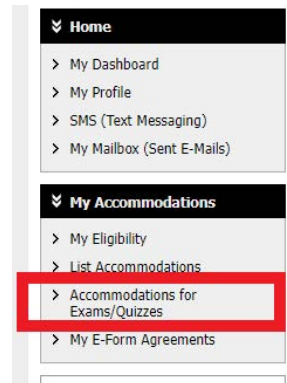 Home
> My Dashboard
> My Profile
> SMS (Text Messaging)
> My Mailbox (Sent E-Mails)
My Accommodations
> My Eligibility
> List Accommodations
> Accommodations for
Exams/Quizzes
> My E-Form Agreements